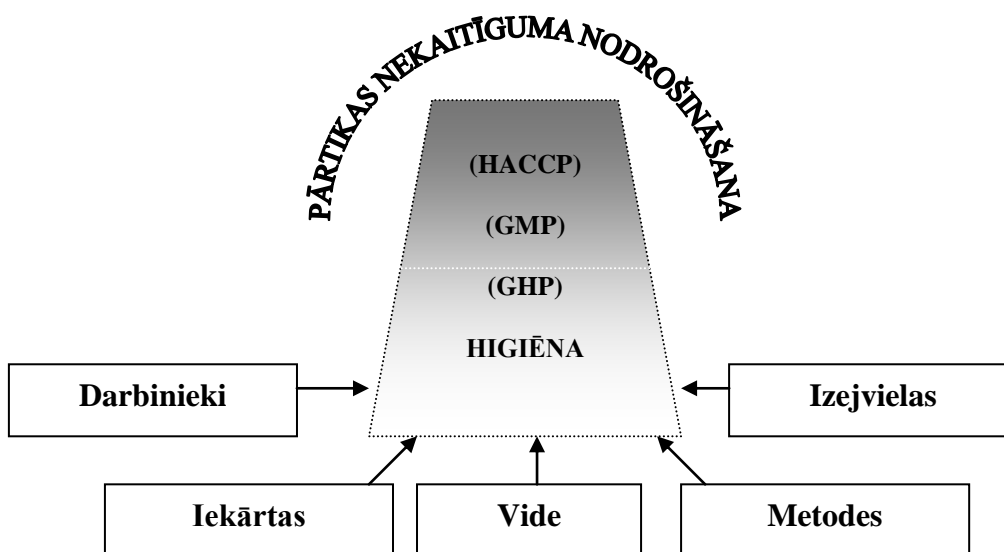 PĀRTIKAS NEKAITĪGUMA NODROŠINĀŠANA
(HACCP)
(GMP)
(GHP)
HIGIĒNA
Darbinieki
Izejvielas
Iekārtas
Vide
Metodes